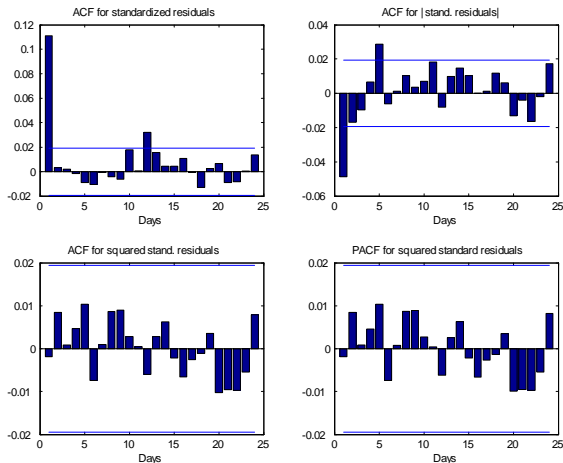 ACF for standardized residuals
0.12
0.1
0.08
0.06
0.04
0.02
0
-0.02
0 5 10 15 20 25
Days
ACF for |stand. residuals|
0.04
0.02
0
-0.02
-0.04
-0.06
0 5 10 15 20 25
Days
ACF for squared stand. residuals
0.02
0.01
0
-0.01
-0.02
0 5 10 15 20 25
Days
PACF for squared standard residuals
0.02
0.01
0
-0.01
-0.02
0 5 10 15 20 25
Days